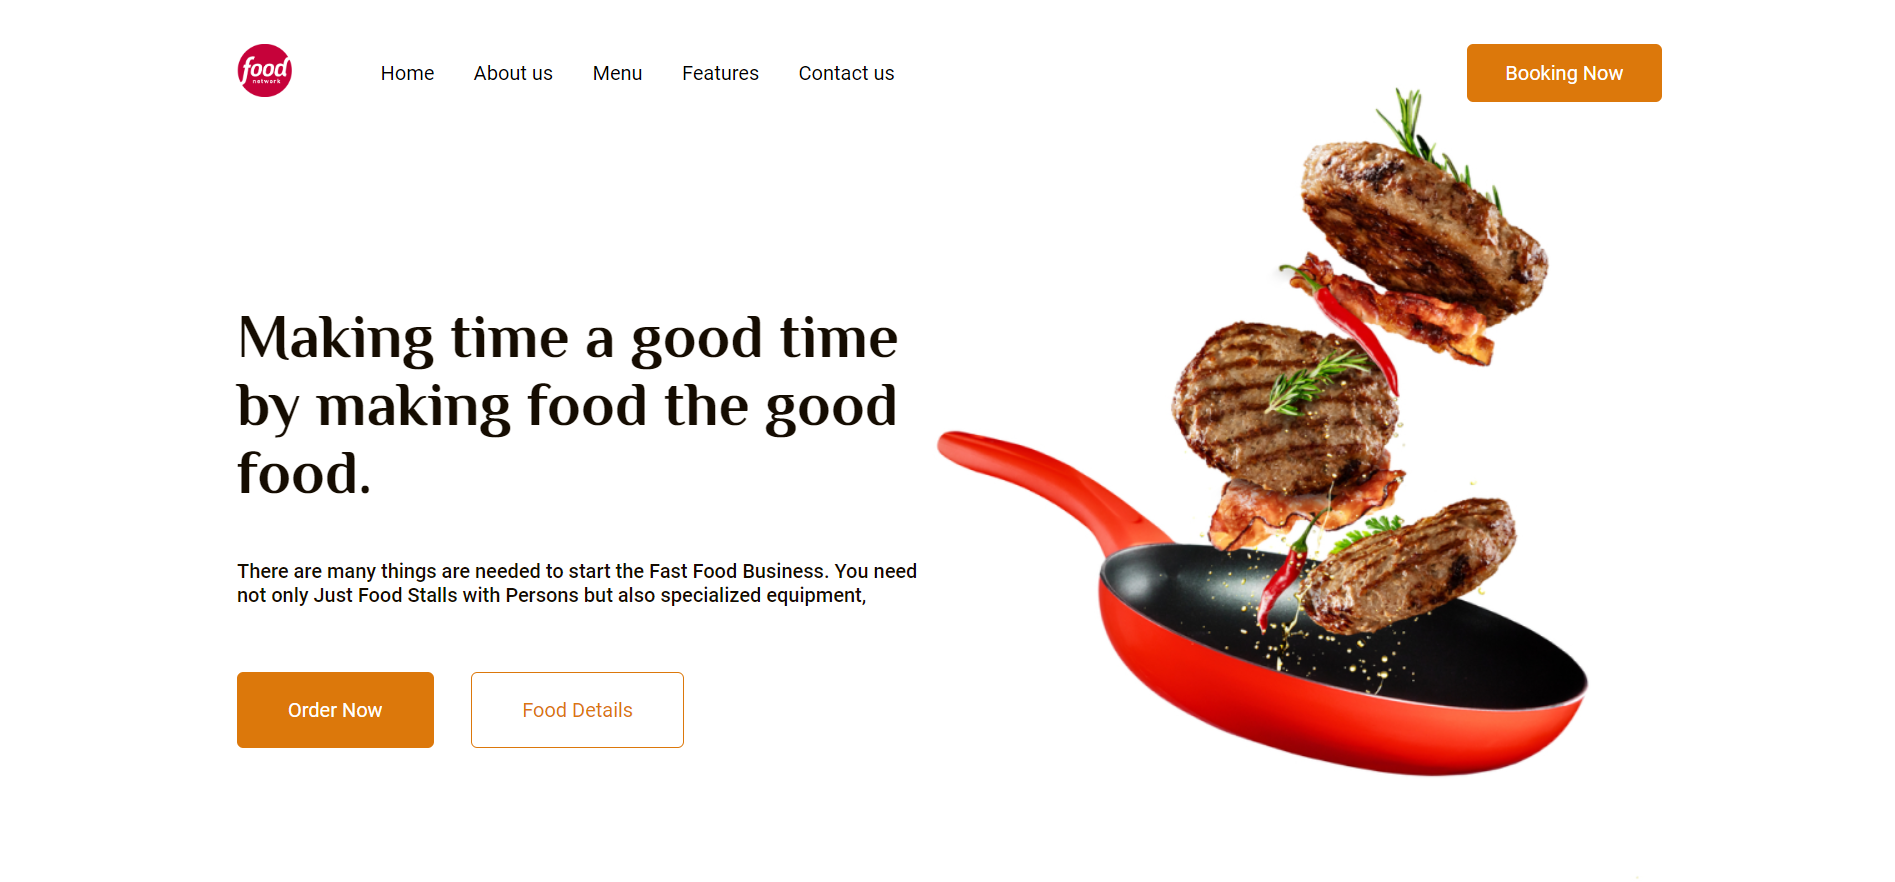 food
network
Home
About us
Menu
Features
Contact us
Booking Now
Making time a good time
by making food the good
food.
There are many things are needed to start the Fast Food Business. You need
not only Just Food Stalls with Persons but also specialized equipment,
Order Now
Food Details